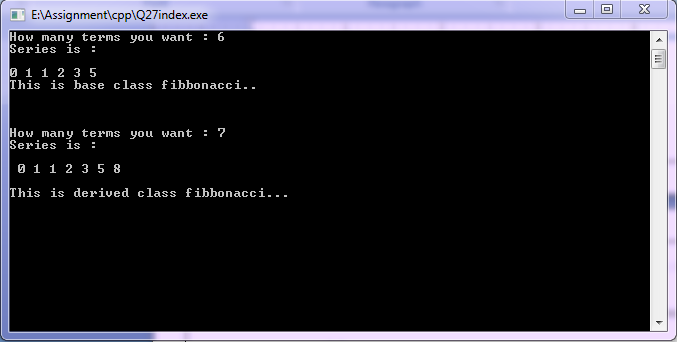 E:\Assignment\cpp\Q27index.exe
How many terms you want : 6
Series is :
0 1 1 2 3 5
This is base class fibbonacci..
How many terms you want : 7
Series is :
0 1 1 2 3 5 8
This is derived class fibbonacci...